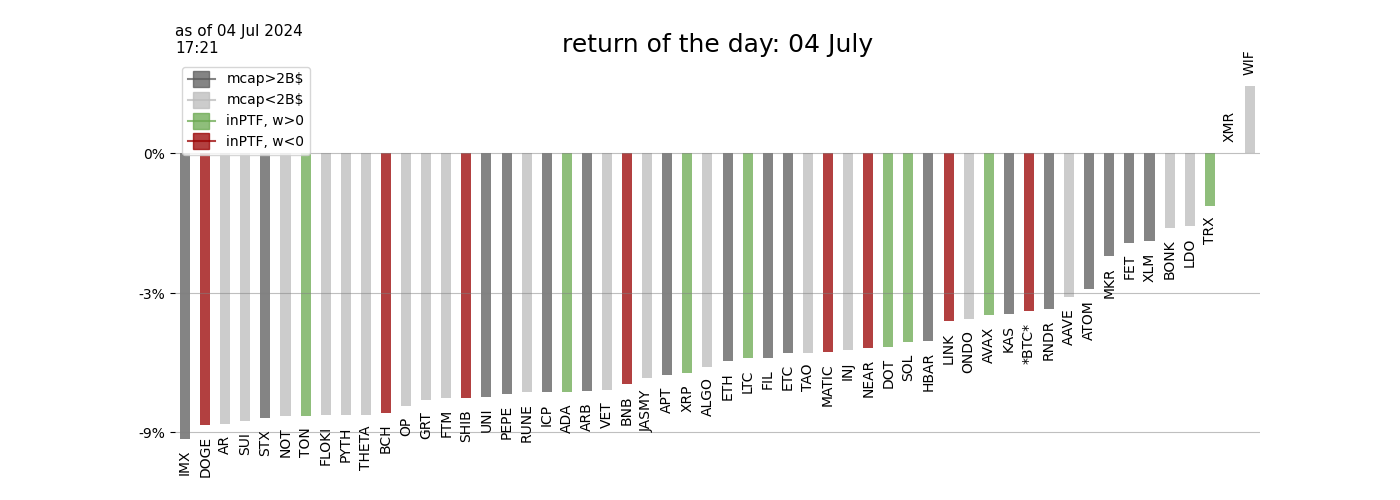 as of 04 Jul 2024
17:21
return of the day: 04 July
mcap>2B$
mcap<2B$
inPTF, w>0
inPTF, w<0
0%
-3%
-9%
IMX
DOGE
AR
SUI
STX
NOT
TON
FLOKI
PYTH
THETA
BCH
OP
GRT
FTM
SHIB
UNI
PEPE
RUNE
ICP
ADA
ARB
VET
BNB
JASMY
APT
XRP
ALGO
ETH
LTC
FIL
ETC
TAO
MATIC
INJ
NEAR
DOT
SOL
HBAR
LINK
ONDO
AVAX
KAS
*BTC*
RNDR
AAVE
ATOM
MKR
FET
XLM
BONK
LDO
TRX
XMR
WIF